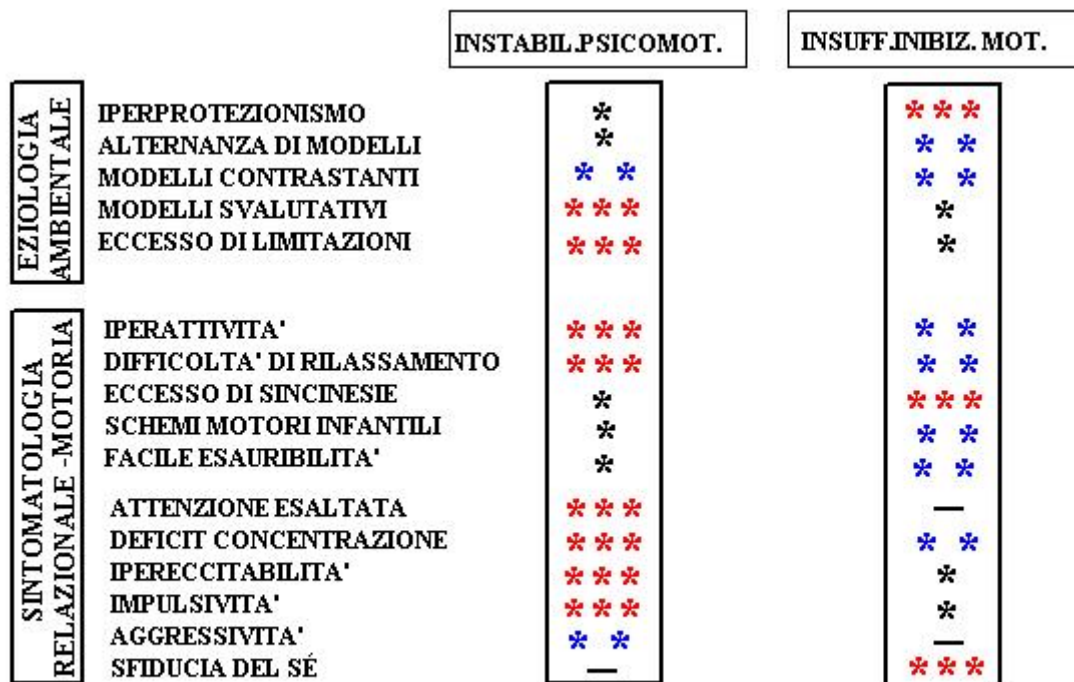 INSTABIL.PSICOMOT. INSUFF.INIBIZ. MOT.
EZIOLOGIA
AMBIENTALE
IPERPROTEZIONISMO * ***
ALTERNANZA DI MODELLI * * *
MODELLI CONTRASTANTI * * * *
MODELLI SVALUTATIVI *** *
ECCESSO DI LIMITAZIONI *** *
SINTOMATOLOGIA
RELAZIONALE -MOTORIA
IPERATTIVITA' *** * *
DIFFICOLTA' DI RILASSAMENTO *** * *
ECCESSO DI SINCINESIE * ***
SCHEMI MOTORI INFANTILI * * *
FACILE ESAURIBILITA' * * *
ATTENZIONE ESALTATA *** —
DEFICIT CONCENTRAZIONE *** * *
IPERECCITABILITA' *** *
IMPULSIVITA' *** *
AGGRESSIVITA' * * —
SFIDUCIA DEL SÉ — ***